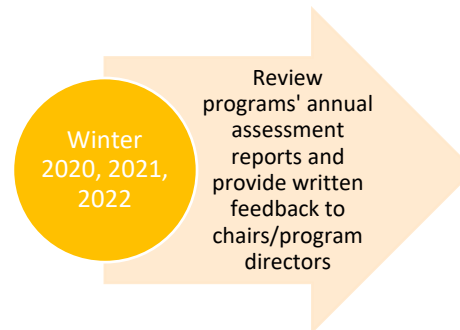 Winter
2020, 2021,
2022
Review
programs' annual
assessment
reports and
provide written
feedback to
chairs/program
directors